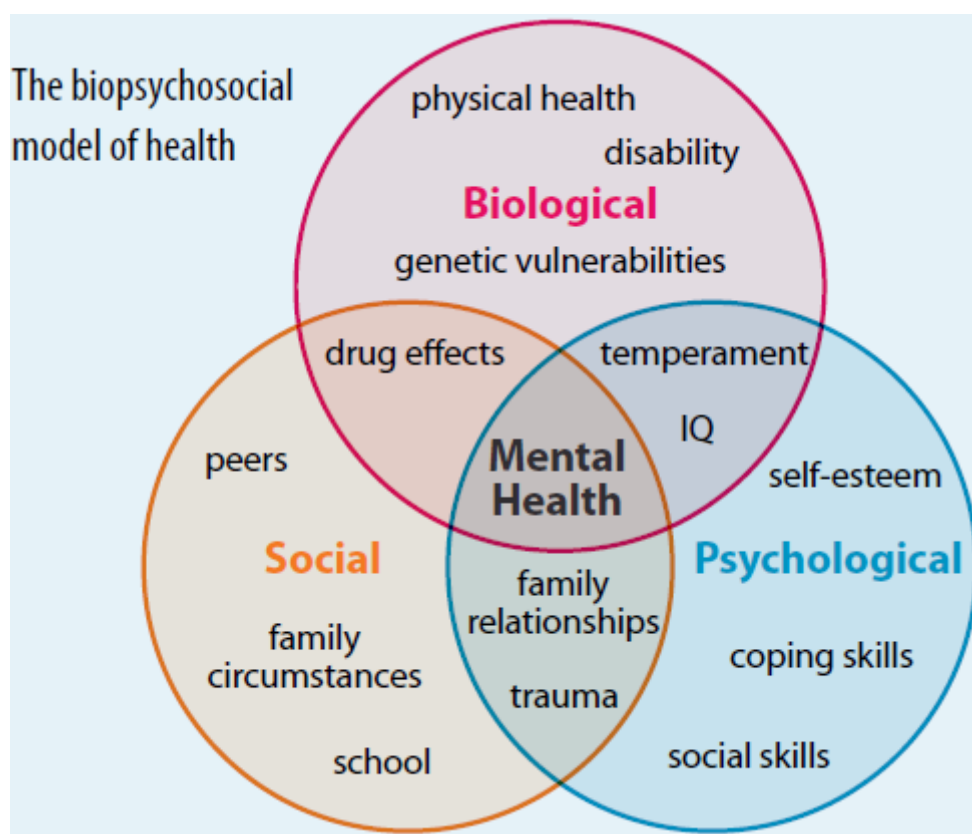 The biopsychosocial
model of health
physical health
disability
Biological
genetic vulnerabilities
drug effects
temperament
IQ
peers
Mental
Health
self-esteem
Social
Psychological
family
relationships
family
circumstances
coping skills
trauma
school
social skills